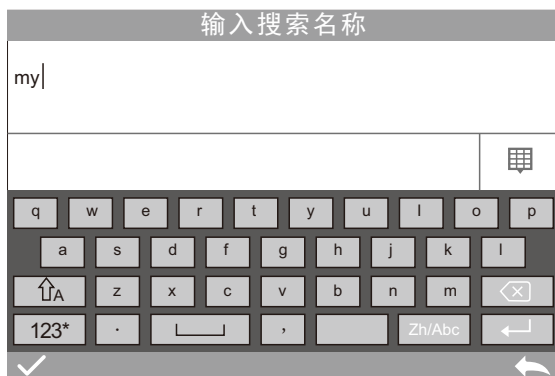 输入搜索名称
my
q w e r t y u l o p
a s d f g h j k l
A z x c v b n m
123* . , Zh/Abc